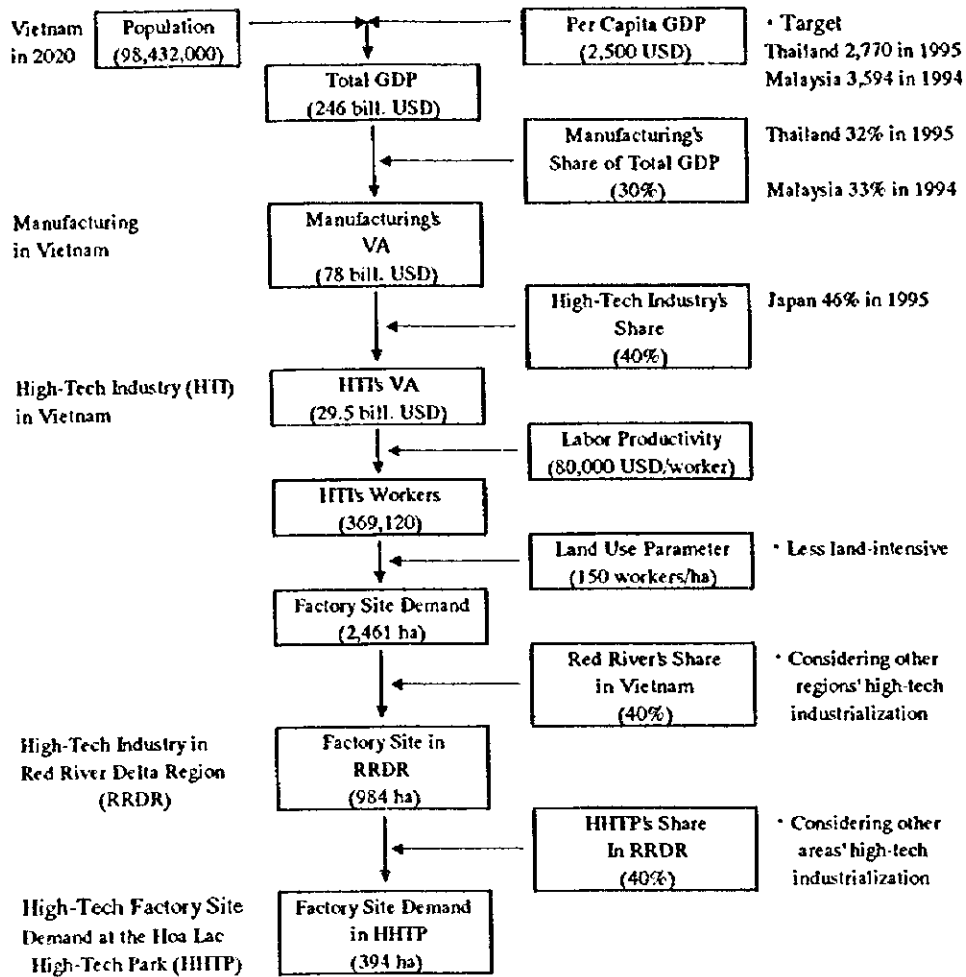 Vietnam
in 2020
Population
(98,432,000)
Per Capita GDP
(2,500 USD)
· Target
Thailand 2,770 in 1995
Malaysia 3,594 in 1994
Total GDP
(246 bill. USD)
Manufacturing's
Share of Total GDP
(30%)
Thailand 32% in 1995
Malaysia 33% in 1994
Manufacturing
in Vietnam
Manufacturing's
VA
(78 bill. USD)
High-Tech Industry's
Share
(40%)
Japan 46% in 1995
High-Tech Industry (HTI)
in Vietnam
HTI's VA
(29.5 bill. USD)
Labor Productivity
(80,000 USD/worker)
HTI's Workers
(369,120)
Land Use Parameter
(150 workers/ha)
· Less land-intensive
Factory Site Demand
(2,461 ha)
Red River's Share
in Vietnam
(40%)
· Considering other
regions' high-tech
industrialization
High-Tech Industry in
Red River Delta Region
(RRDR)
Factory Site in
RRDR
(984 ha)
HHTP's Share
In RRDR
(40%)
· Considering other
areas' high-tech
industrialization
High-Tech Factory Site
Demand at the Hoa Lac
High-Tech Park (HHTP)
Factory Site Demand
in HHTP
(394 ha)